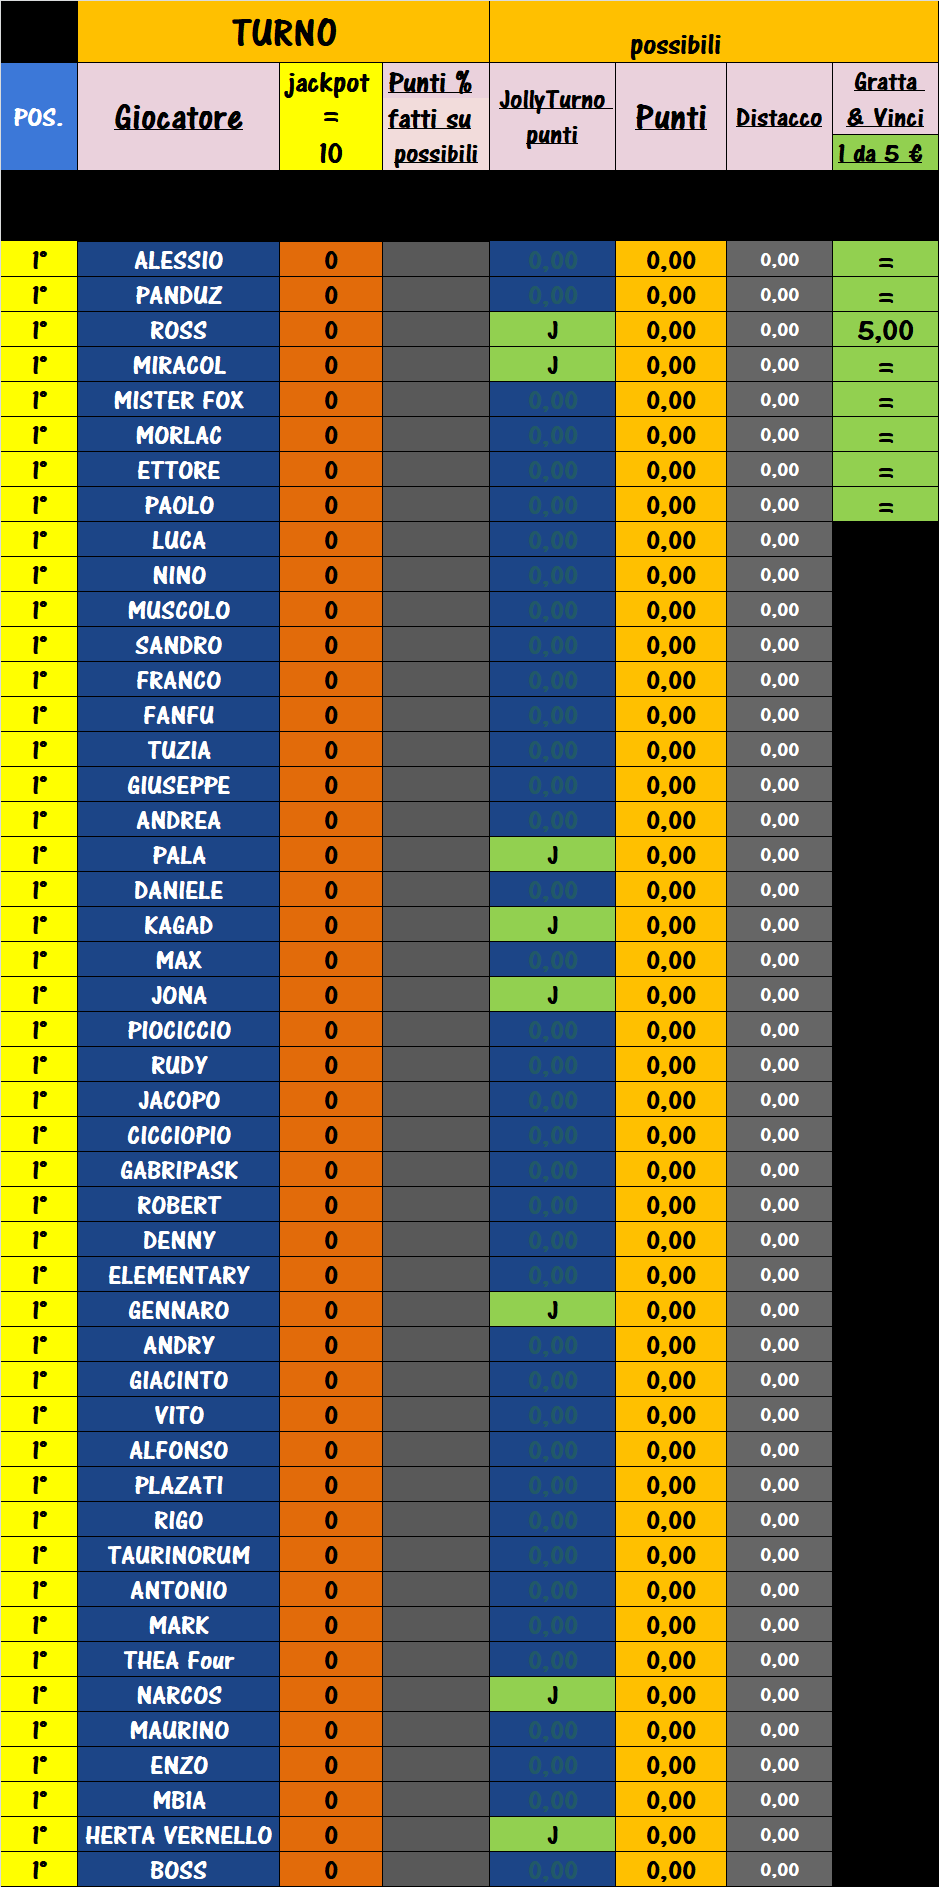 TURNO
possibili
POS. Giocatore jackpot = 10 Punti % fatti su possibili JollyTurno punti Punti Distacco Gratta & Vinci
1 da 5 €
1° ALESSIO 0 0,00 0,00 0,00 =
1° PANDUZ 0 0,00 0,00 0,00 =
1° ROSS 0 J 0,00 0,00 5,00
1° MIRACOL 0 J 0,00 0,00 =
1° MISTER FOX 0 0,00 0,00 0,00 =
1° MORLAC 0 0,00 0,00 0,00 =
1° ETTORE 0 0,00 0,00 0,00 =
1° PAOLO 0 0,00 0,00 0,00 =
1° LUCA 0 0,00 0,00 0,00
1° NINO 0 0,00 0,00 0,00
1° MUSCOLO 0 0,00 0,00 0,00
1° SANDRO 0 0,00 0,00 0,00
1° FRANCO 0 0,00 0,00 0,00
1° FANFU 0 0,00 0,00 0,00
1° TUZIA 0 0,00 0,00 0,00
1° GIUSEPPE 0 0,00 0,00 0,00
1° ANDREA 0 0,00 0,00 0,00
1° PALA 0 J 0,00 0,00
1° DANIELE 0 0,00 0,00 0,00
1° KAGAD 0 J 0,00 0,00
1° MAX 0 0,00 0,00 0,00
1° JONA 0 J 0,00 0,00
1° PIOCICCIO 0 0,00 0,00 0,00
1° RUDY 0 0,00 0,00 0,00
1° JACOPO 0 0,00 0,00 0,00
1° CICCIOPIO 0 0,00 0,00 0,00
1° GABRIPASK 0 0,00 0,00 0,00
1° ROBERT 0 0,00 0,00 0,00
1° DENNY 0 0,00 0,00 0,00
1° ELEMENTARY 0 0,00 0,00 0,00
1° GENNARO 0 J 0,00 0,00
1° ANDRY 0 0,00 0,00 0,00
1° GIACINTO 0 0,00 0,00 0,00
1° VITO 0 0,00 0,00 0,00
1° ALFONSO 0 0,00 0,00 0,00
1° PLAZATI 0 0,00 0,00 0,00
1° RIGO 0 0,00 0,00 0,00
1° TAURINORUM 0 0,00 0,00 0,00
1° ANTONIO 0 0,00 0,00 0,00
1° MARK 0 0,00 0,00 0,00
1° THEA Four 0 0,00 0,00 0,00
1° NARCOS 0 J 0,00 0,00
1° MAURINO 0 0,00 0,00 0,00
1° ENZO 0 0,00 0,00 0,00
1° MBIA 0 0,00 0,00 0,00
1° HERTA VERNELLO 0 J 0,00 0,00
1° BOSS 0 0,00 0,00 0,00